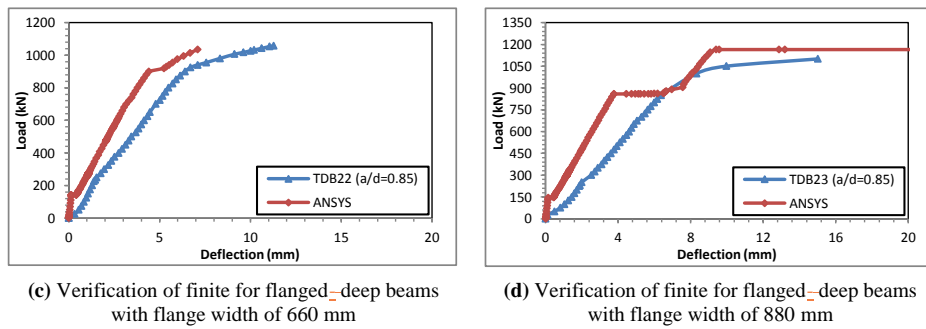 1200
1000
800
600
400
200
0
Load (kN)
TDB22 (a/d=0.85)
ANSYS
0 5 10 15 20
Deflection (mm)
(c) Verification of finite for flanged deep beams
with flange width of 660 mm
1350
1200
1050
900
750
600
450
300
150
0
Load (kN)
TDB23 (a/d=0.85)
ANSYS
0 4 8 12 16 20
Deflection (mm)
(d) Verification of finite for flanged deep beams
with flange width of 880 mm